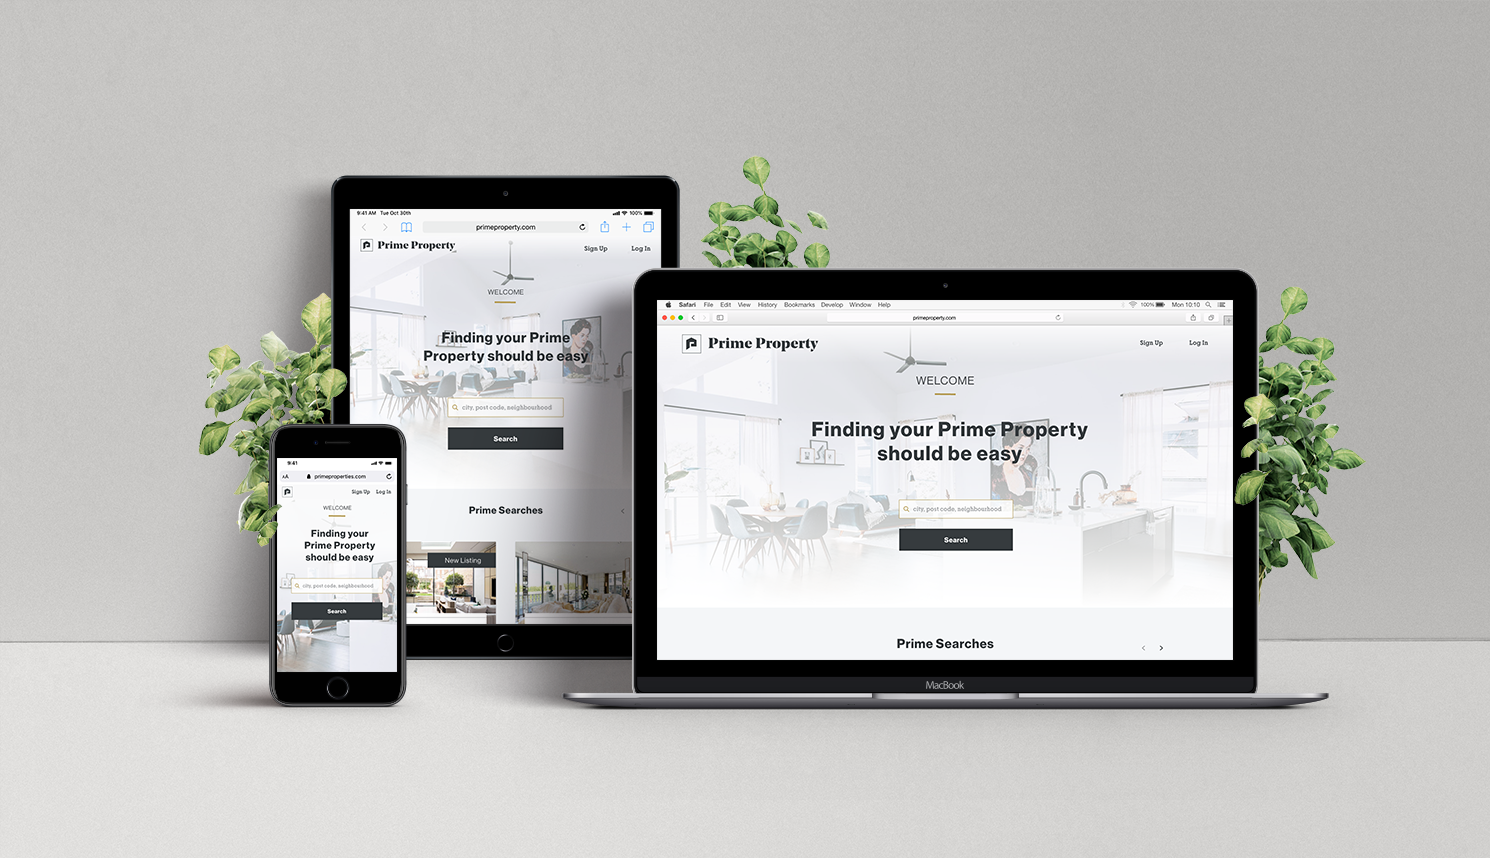 9:41 AM Tue Oct 30th
100%
primeproperty.com
Prime Property
Sign Up
Log In
WELCOME
Finding your Prime
Property should be easy
city, post code, neighbourhood
Search
Prime Searches
New Listing
9:41
AA
primeproperties.com
Sign Up
Log In
WELCOME
Finding your
Prime Property
should be easy
city, post code, neighbourhood
Search
Safari File Edit View History Bookmarks Develop Window Help
100%
Mon 10:10
primeproperty.com
Prime Property
Sign Up
Log In
WELCOME
Finding your Prime Property
should be easy
city, post code, neighbourhood
Search
Prime Searches
MacBook